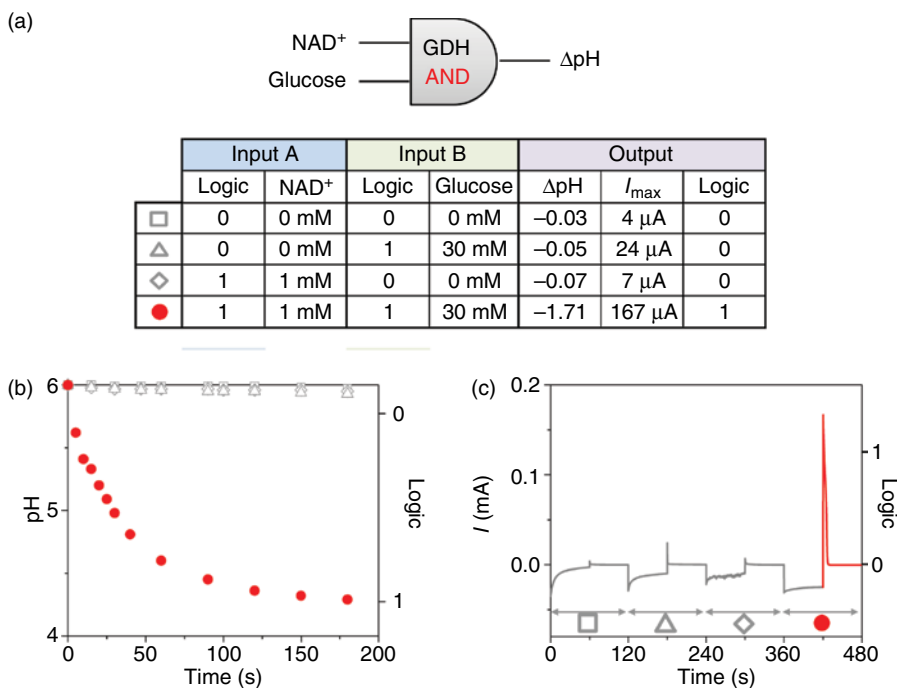 (a)
NAD⁺
Glucose
GDH
AND
ΔpH
Input A Input B Output
Logic NAD⁺ Logic Glucose ΔpH I_max Logic
0 0 mM 0 0 mM −0.03 4 μA 0
0 0 mM 1 30 mM −0.05 24 μA 0
1 1 mM 0 0 mM −0.07 7 μA 0
1 1 mM 1 30 mM −1.71 167 μA 1
(b)
6
5
4
pH
0
1
Logic
0 50 100 150 200
Time (s)
(c)
0.2
0.1
0.0
I (mA)
1
0
Logic
0 120 240 360 480
Time (s)